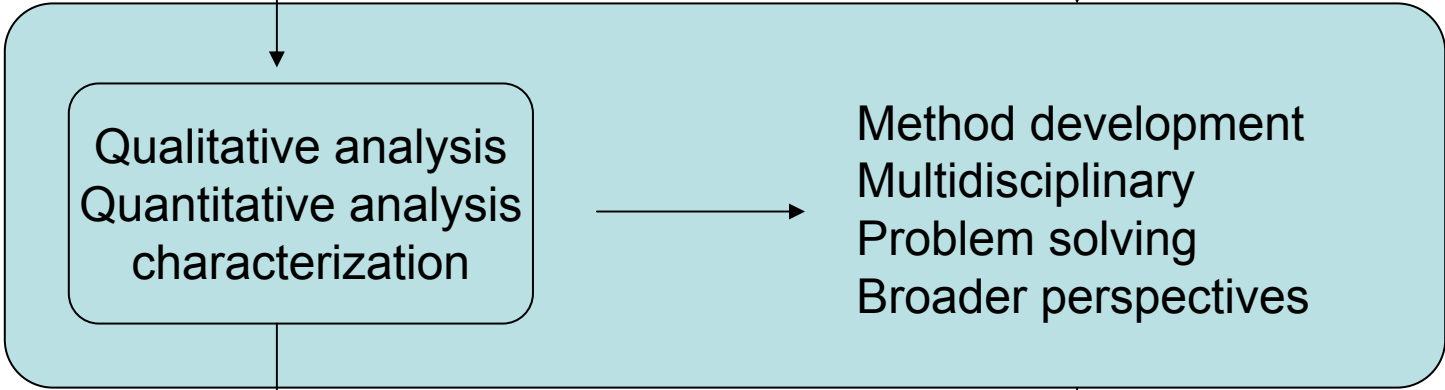 Qualitative analysis
Quantitative analysis
characterization
Method development
Multidisciplinary
Problem solving
Broader perspectives